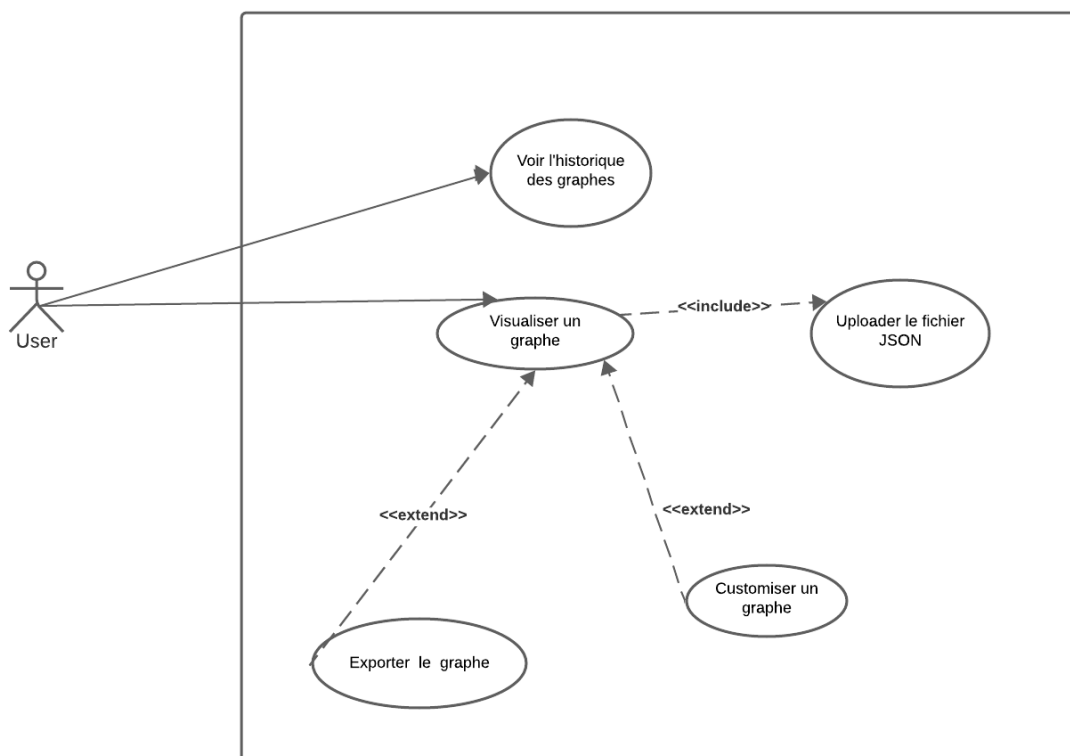 Voir l'historique
des graphes
User
Visualiser un
graphe
<<include>>
Uploader le fichier
JSON
<<extend>>
<<extend>>
Customiser un
graphe
Exporter le graphe